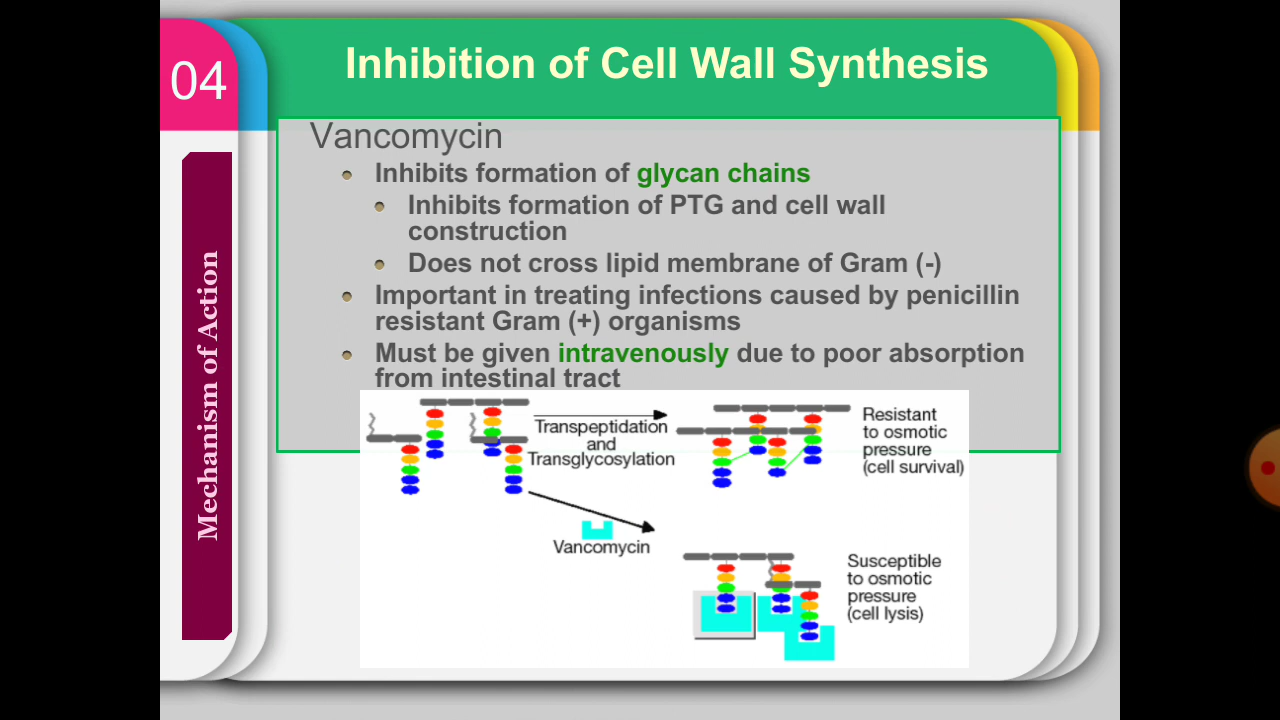 04
Inhibition of Cell Wall Synthesis
Mechanism of Action
Vancomycin
Inhibits formation of glycan chains
Inhibits formation of PTG and cell wall
construction
Does not cross lipid membrane of Gram (-)
Important in treating infections caused by penicillin
resistant Gram (+) organisms
Must be given intravenously due to poor absorption
from intestinal tract
Transpeptidation
and
Transglycosylation
Resistant
to osmotic
pressure
(cell survival)
Vancomycin
Susceptible
to osmotic
pressure
(cell lysis)